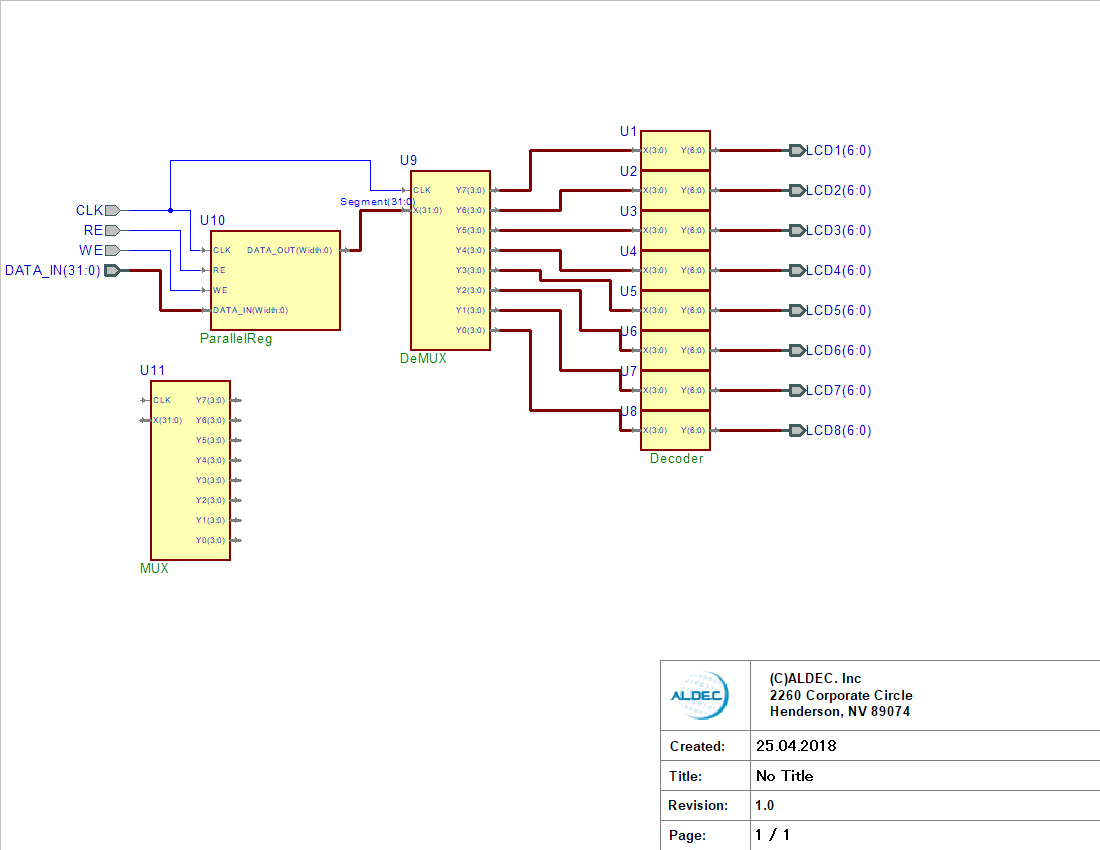 U1
X(3:0) Y(6:0)
LCD1(6:0)
U2
X(3:0) Y(6:0)
LCD2(6:0)
U3
X(3:0) Y(6:0)
LCD3(6:0)
U4
X(3:0) Y(6:0)
LCD4(6:0)
U5
X(3:0) Y(6:0)
LCD5(6:0)
U6
X(3:0) Y(6:0)
LCD6(6:0)
U7
X(3:0) Y(6:0)
LCD7(6:0)
U8
X(3:0) Y(6:0)
LCD8(6:0)
Decoder
U9
CLK Y7(3:0)
Segment(31:0)
X(31:0) Y6(3:0)
Y5(3:0)
Y4(3:0)
Y3(3:0)
Y2(3:0)
Y1(3:0)
Y0(3:0)
DeMUX
CLK
RE
WE
DATA_IN(31:0)
U10
CLK DATA_OUT(Width:0)
RE
WE
DATA_IN(Width:0)
ParallelReg
U11
CLK Y7(3:0)
X(31:0) Y6(3:0)
Y5(3:0)
Y4(3:0)
Y3(3:0)
Y2(3:0)
Y1(3:0)
Y0(3:0)
MUX
ALDEC
(C)ALDEC. Inc
2260 Corporate Circle
Henderson, NV 89074
Created: 25.04.2018
Title: No Title
Revision: 1.0
Page: 1 / 1